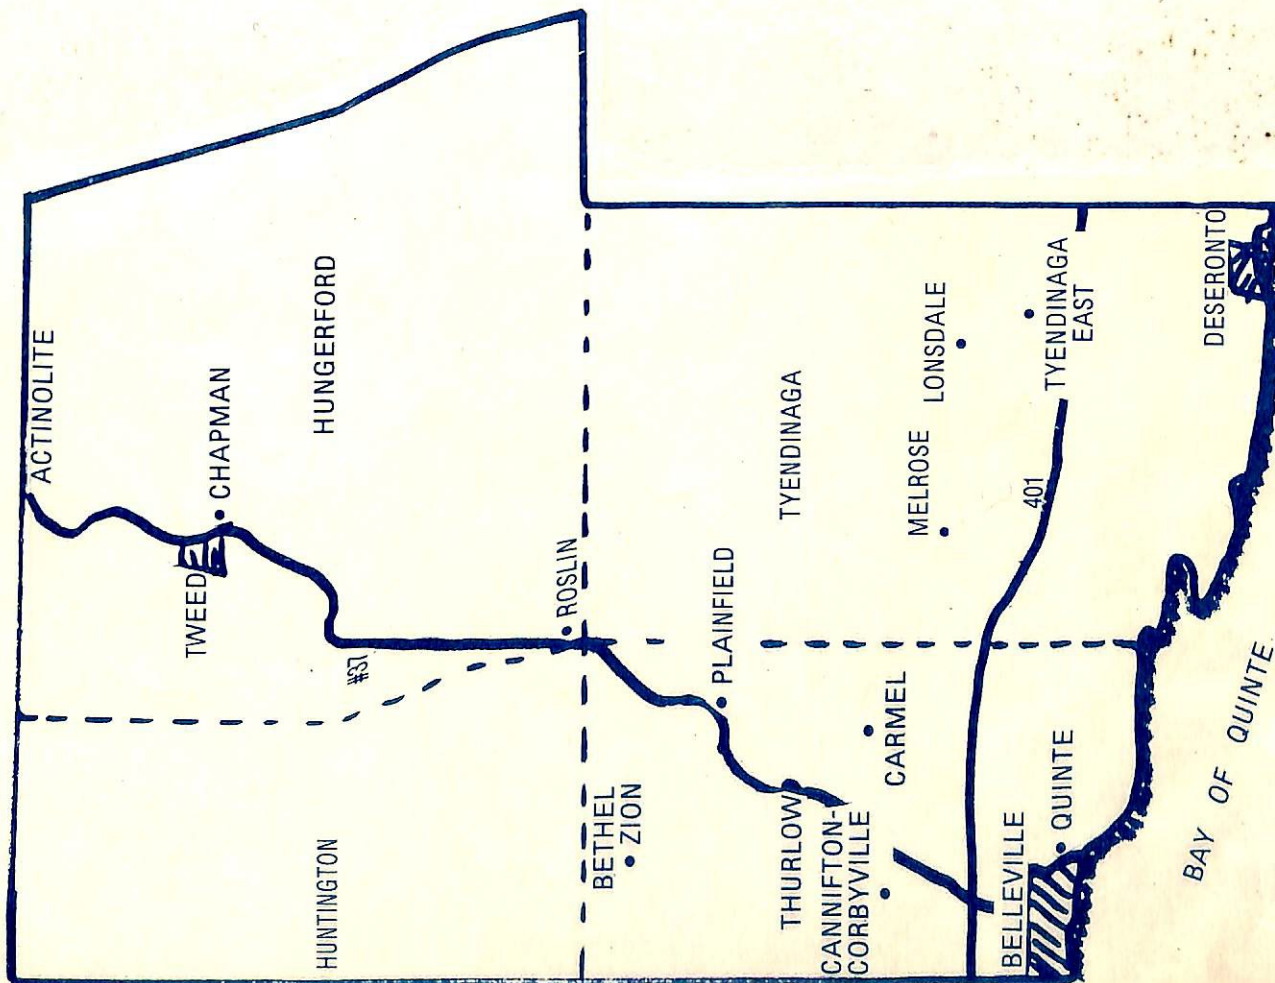 ACTINOLITE
CHAPMAN
TWEED
HUNGERFORD
#37
HUNTINGTON
ROSLIN
BETHEL
ZION
PLAINFIELD
TYENDINAGA
THURLOW
CANNIFTON-
CORBYVILLE
CARMEL
MELROSE
LONSDALE
401
TYENDINAGA
EAST
BELLEVILLE
QUINTE
DESERONTO
BAY OF QUINTE